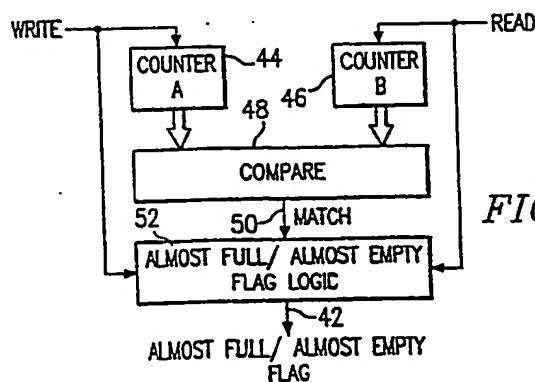 WRITE
READ
COUNTER
A
44
46
COUNTER
B
48
COMPARE
50
MATCH
FIG
52
ALMOST FULL/ ALMOST EMPTY
FLAG LOGIC
42
ALMOST FULL/ ALMOST EMPTY
FLAG